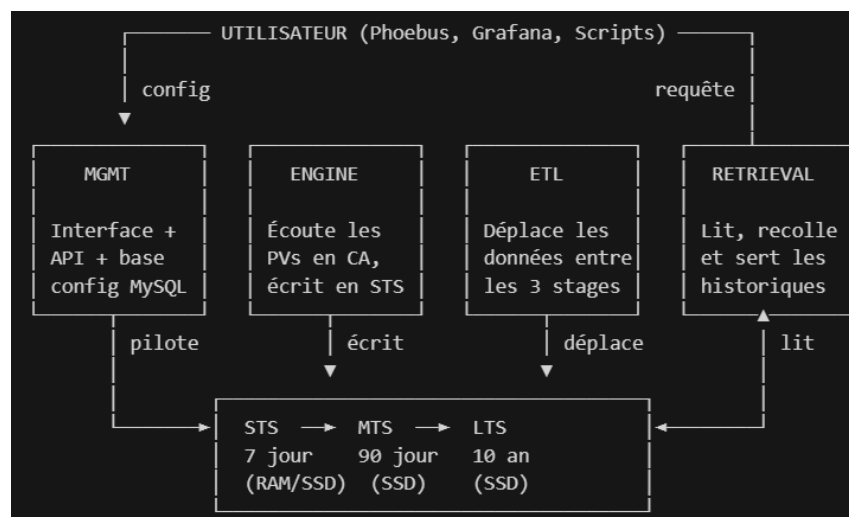 UTILISATEUR (Phoebus, Grafana, Scripts)
config
requête
MGMT
Interface +
API + base
config MySQL
ENGINE
Écoute les
PVs en CA,
écrit en STS
ETL
Déplace les
données entre
les 3 stages
RETRIEVAL
Lit, recolle
et sert les
historiques
pilote
écrit
déplace
lit
STS → MTS → LTS
7 jour 90 jour 10 an
(RAM/SSD) (SSD) (SSD)